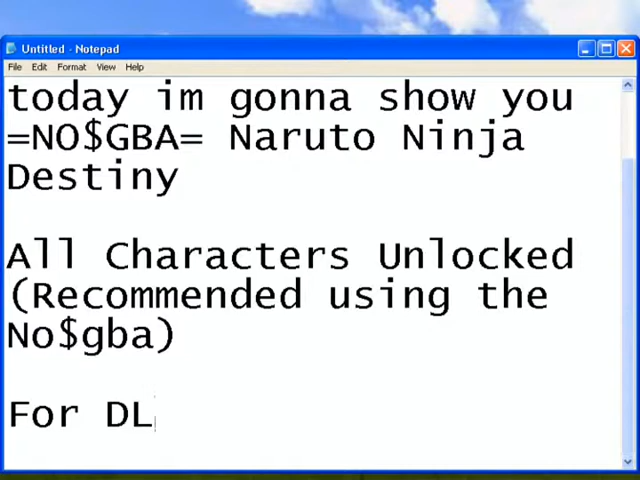 Untitled - Notepad
File Edit Format View Help
today im gonna show you
=NO$GBA= Naruto Ninja
Destiny
All Characters Unlocked
(Recommended using the
No$gba)
For DL